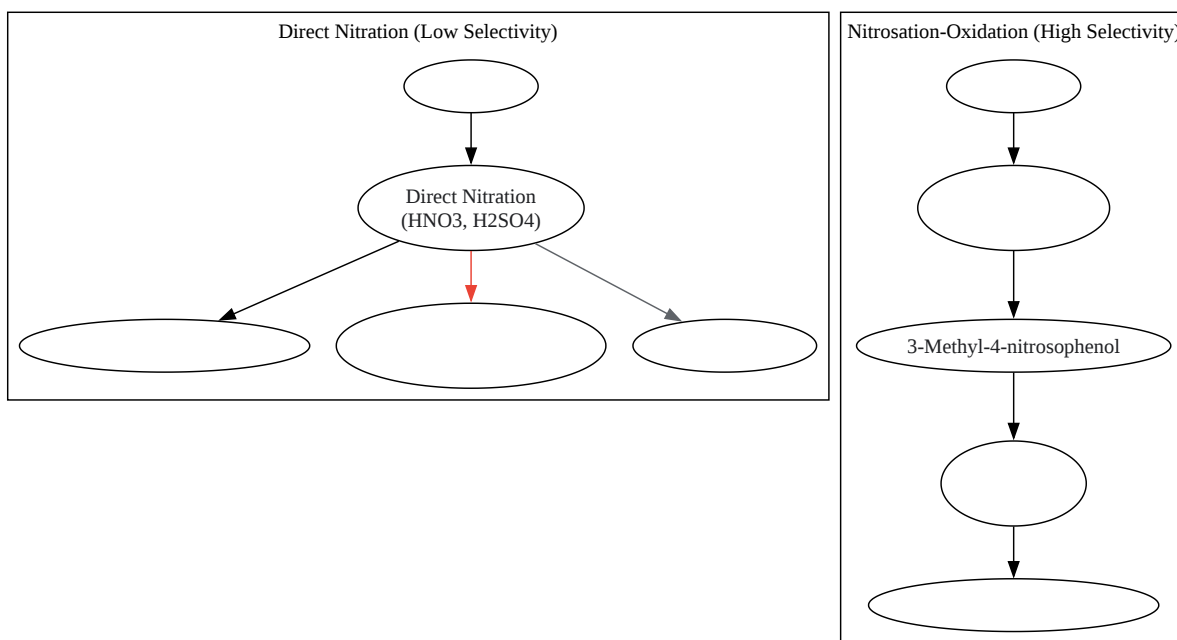 Direct Nitration (Low Selectivity)
Direct Nitration
(HNO3, H2SO4)
Nitrosation-Oxidation (High Selectivity)
3-Methyl-4-nitrosophenol